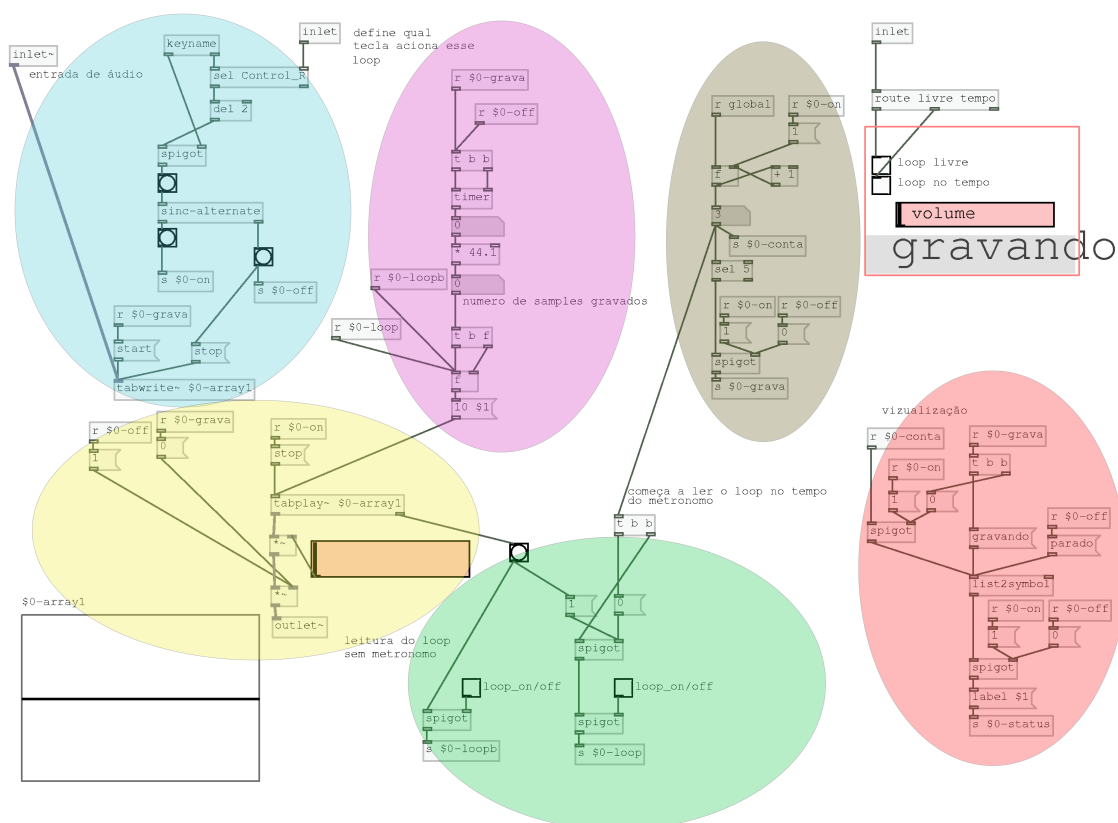 inlet~
entrada de áudio
keyname
inlet
sel Control_R
del 2
spigot
sinc-alternate
s $0-on
s $0-off
r $0-grava
start
stop
tabwrite~ $0-array1
define qual
tecla aciona esse
loop
r $0-grava
r $0-off
t b b
timer
0
* 44.1
r $0-loopb
0
numero de samples gravados
r $0-loop
t b f
f
10 $1
r global
r $0-on
1
f
+ 1
3
s $0-conta
sel 5
r $0-on
r $0-off
1
0
spigot
s $0-grava
inlet
route livre tempo
loop livre
loop no tempo
volume
gravando
r $0-off
r $0-grava
1
0
r $0-on
stop
tabplay~ $0-array1
*~
*~
outlet~
$0-array1
leitura do loop
sem metronomo
começa a ler o loop no tempo
do metronomo
t b b
1
0
spigot
loop_on/off
loop_on/off
spigot
spigot
s $0-loopb
s $0-loop
vizualização
r $0-conta
r $0-grava
r $0-on
t b b
1
0
spigot
gravando
r $0-off
parado
list2symbol
r $0-on
r $0-off
1
0
spigot
label $1
s $0-status